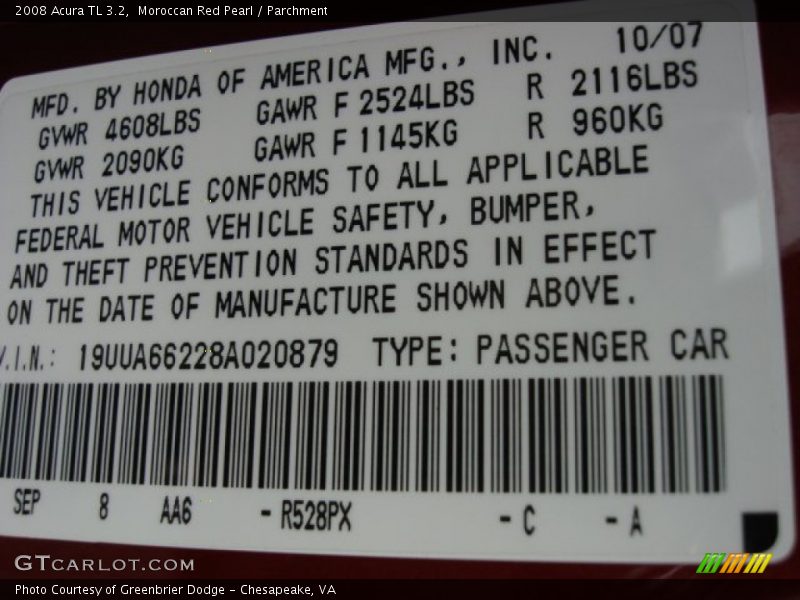 2008 Acura TL 3.2,  Moroccan Red Pearl / Parchment
10/07
MFD. BY HONDA OF AMERICA MFG., INC.
GVWR 4608LBS GAWR F 2524LBS R 2116LBS
GVWR 2090KG GAWR F 1145KG R 960KG
THIS VEHICLE CONFORMS TO ALL APPLICABLE
FEDERAL MOTOR VEHICLE SAFETY, BUMPER,
AND THEFT PREVENTION STANDARDS IN EFFECT
ON THE DATE OF MANUFACTURE SHOWN ABOVE.
V.I.N.: 19UUA66228A020879 TYPE: PASSENGER CAR
SEP 8 AA6 -R528PX -C -A
GTCARLOT.COM
Photo Courtesy of Greenbrier Dodge - Chesapeake, VA